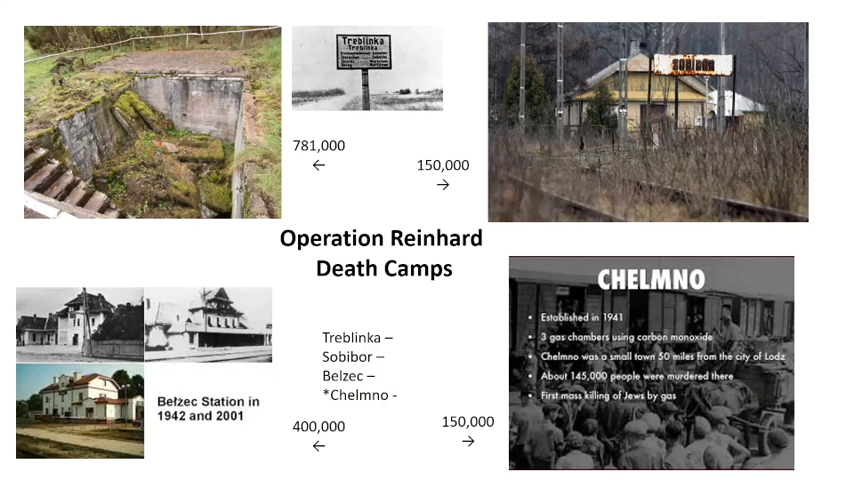 Treblinka
Treblinka
SOBIBÓR
781,000
←
150,000
→
Operation Reinhard
Death Camps
Treblinka –
Sobibor –
Belzec –
*Chelmno -
400,000
←
150,000
→
Bełżec Station in
1942 and 2001
CHELMNO
• Established in 1941
• 3 gas chambers using carbon monoxide
• Chelmno was a small town 50 miles from the city of Lodz
• About 145,000 people were murdered there
• First mass killing of Jews by gas